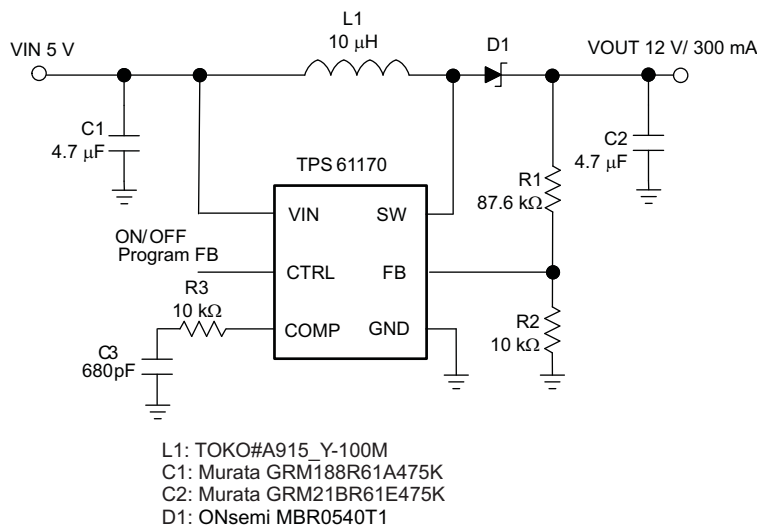 L1
10 μH
VIN 5 V
D1
VOUT 12 V/ 300 mA
C1
4.7 μF
C2
4.7 μF
TPS 61170
R1
87.6 kΩ
VIN
SW
ON/OFF
Program FB
CTRL
FB
R3
10 kΩ
COMP
GND
R2
10 kΩ
C3
680pF
L1: TOKO#A915_Y-100M
C1: Murata GRM188R61A475K
C2: Murata GRM21BR61E475K
D1: ONsemi MBR0540T1